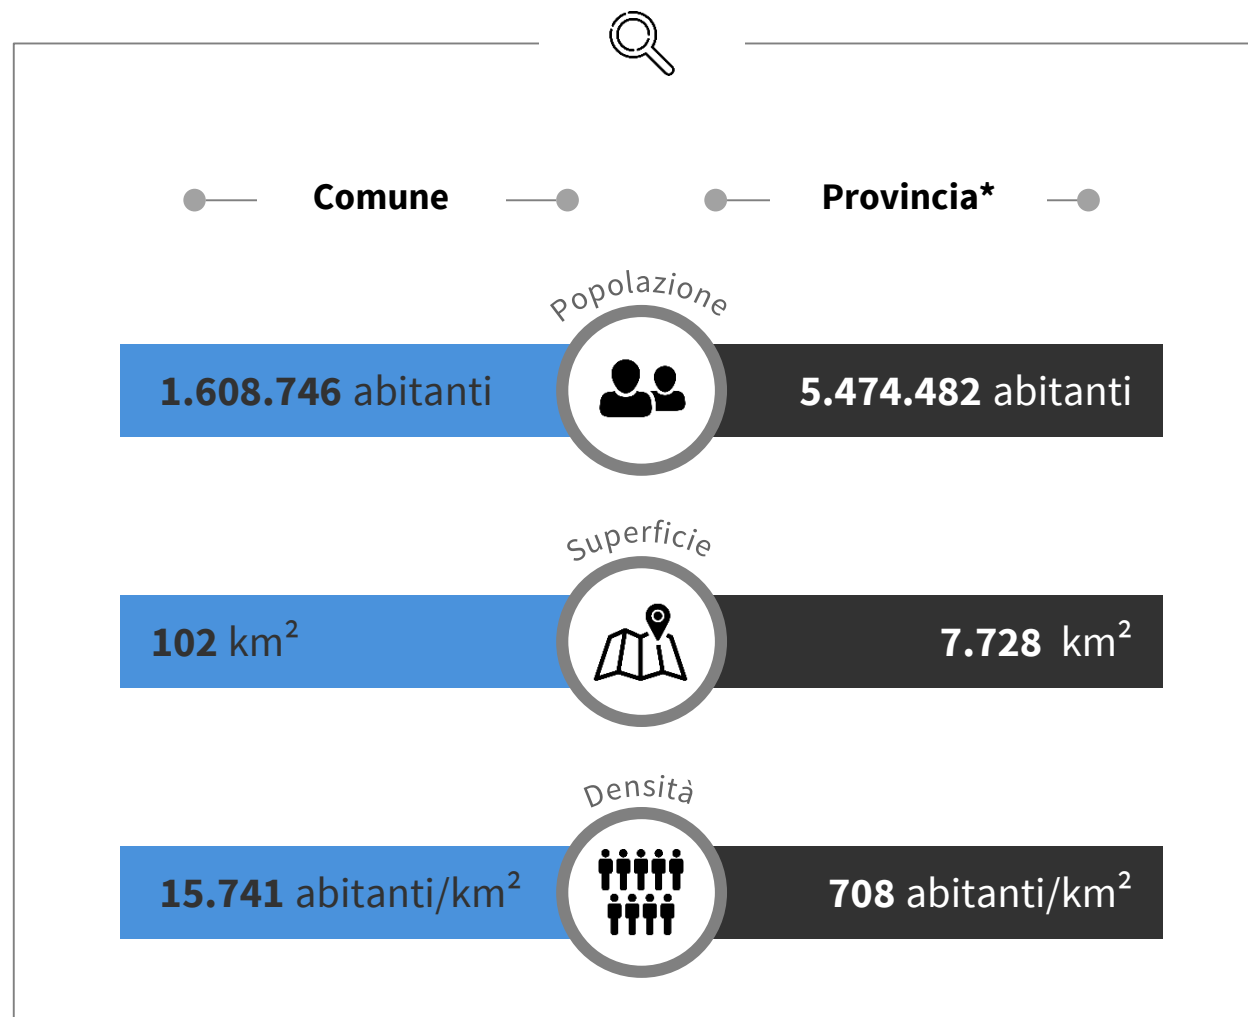 Comune
Provincia*
Popolazione
1.608.746 abitanti
5.474.482 abitanti
Superficie
102 km²
7.728 km²
Densità
15.741 abitanti/km²
708 abitanti/km²